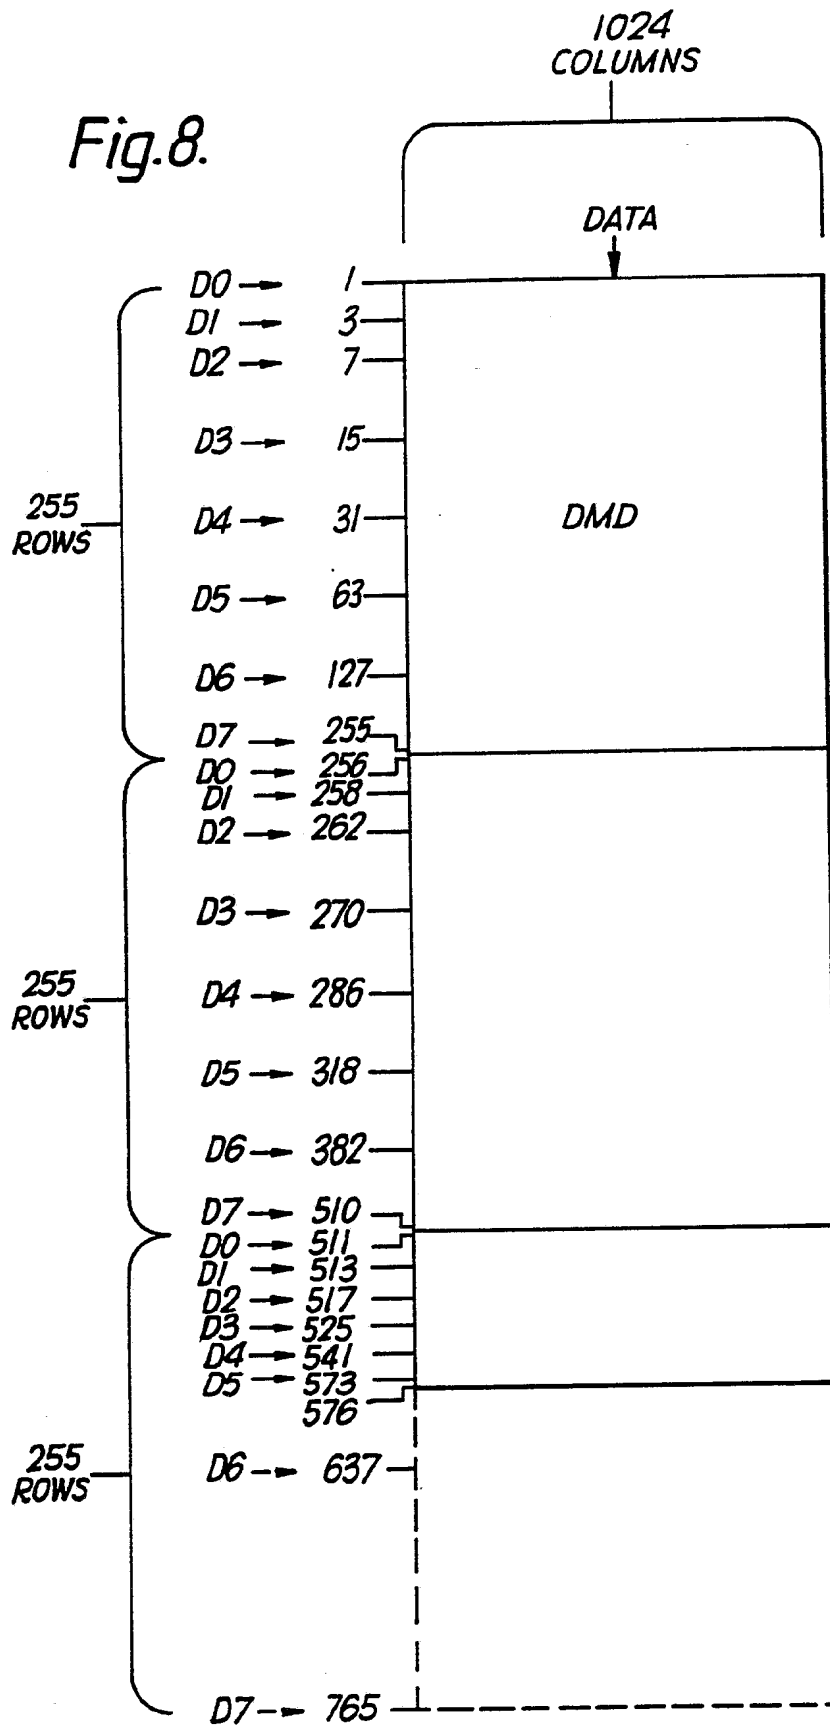 1024
COLUMNS
Fig.8.
DATA
D0 → 1
D1 → 3
D2 → 7
D3 → 15
255
ROWS
D4 → 31
DMD
D5 → 63
D6 → 127
D7 → 255
D0 → 256
D1 → 258
D2 → 262
D3 → 270
255
ROWS
D4 → 286
D5 → 318
D6 → 382
D7 → 510
D0 → 511
D1 → 513
D2 → 517
D3 → 525
D4 → 541
D5 → 573
576
255
ROWS
D6 → 637
D7 → 765